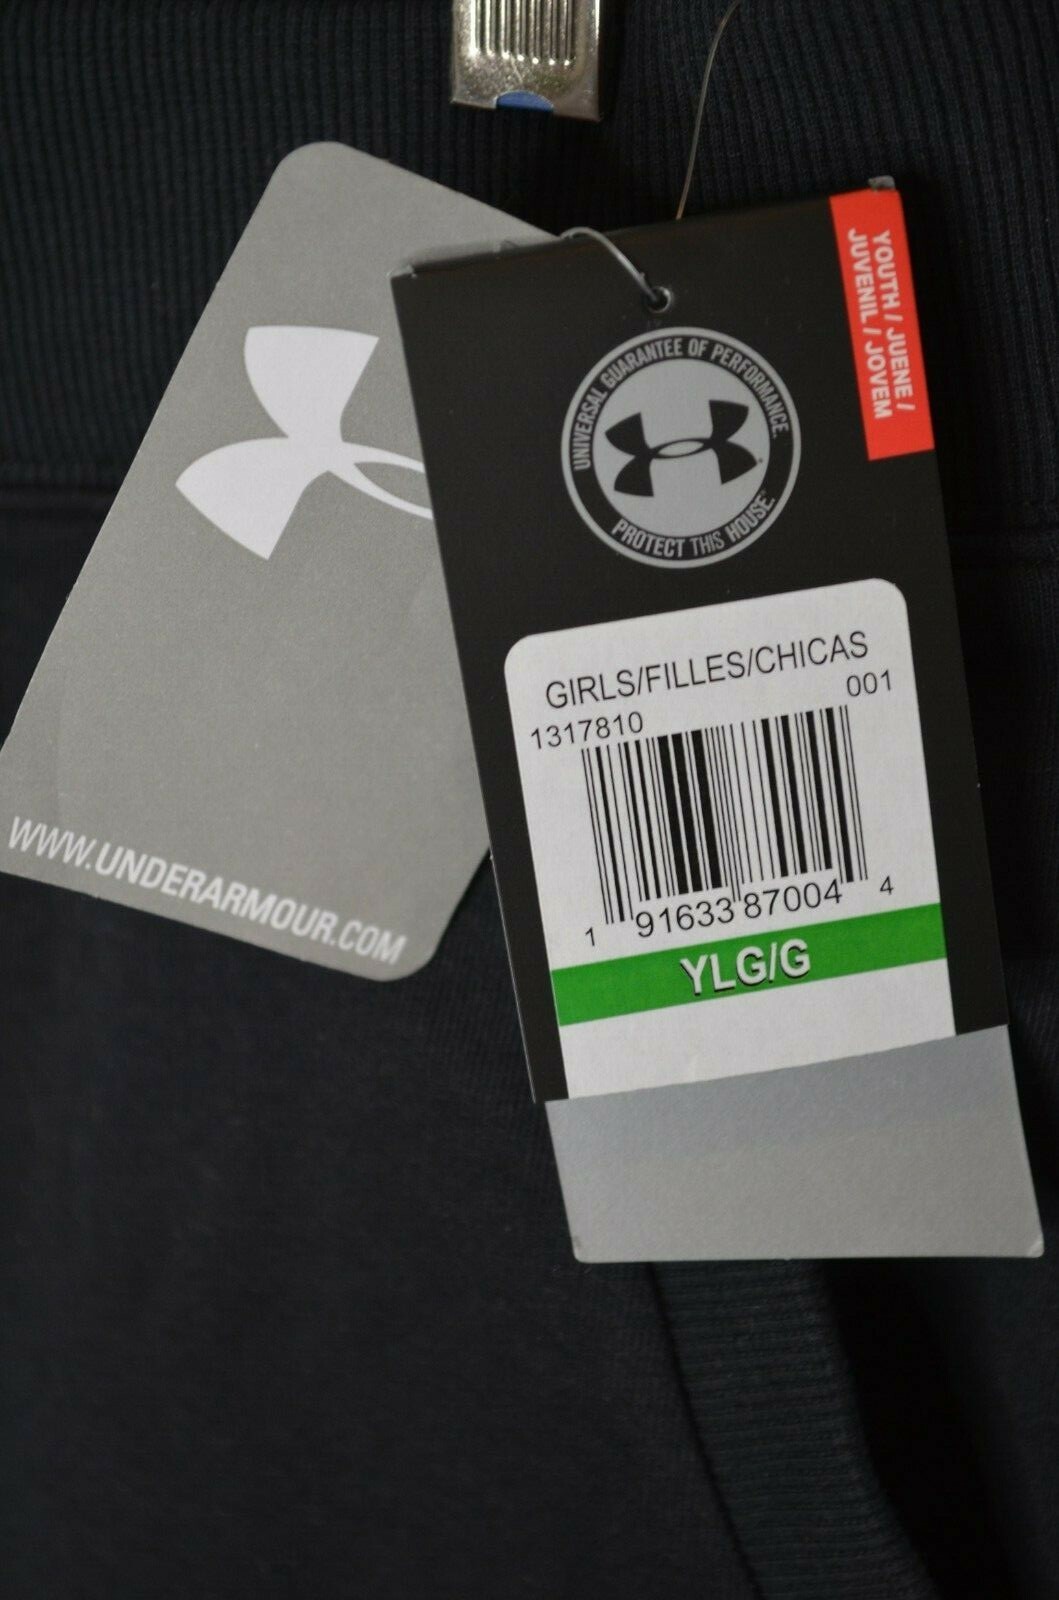 YOUTH / JUENE /
JUVENIL / JOVEM
UNIVERSAL GUARANTEE OF PERFORMANCE.
PROTECT THIS HOUSE.®
GIRLS/FILLES/CHICAS
1317810 001
1 91633 87004 4
YLG/G
WWW.UNDERARMOUR.COM